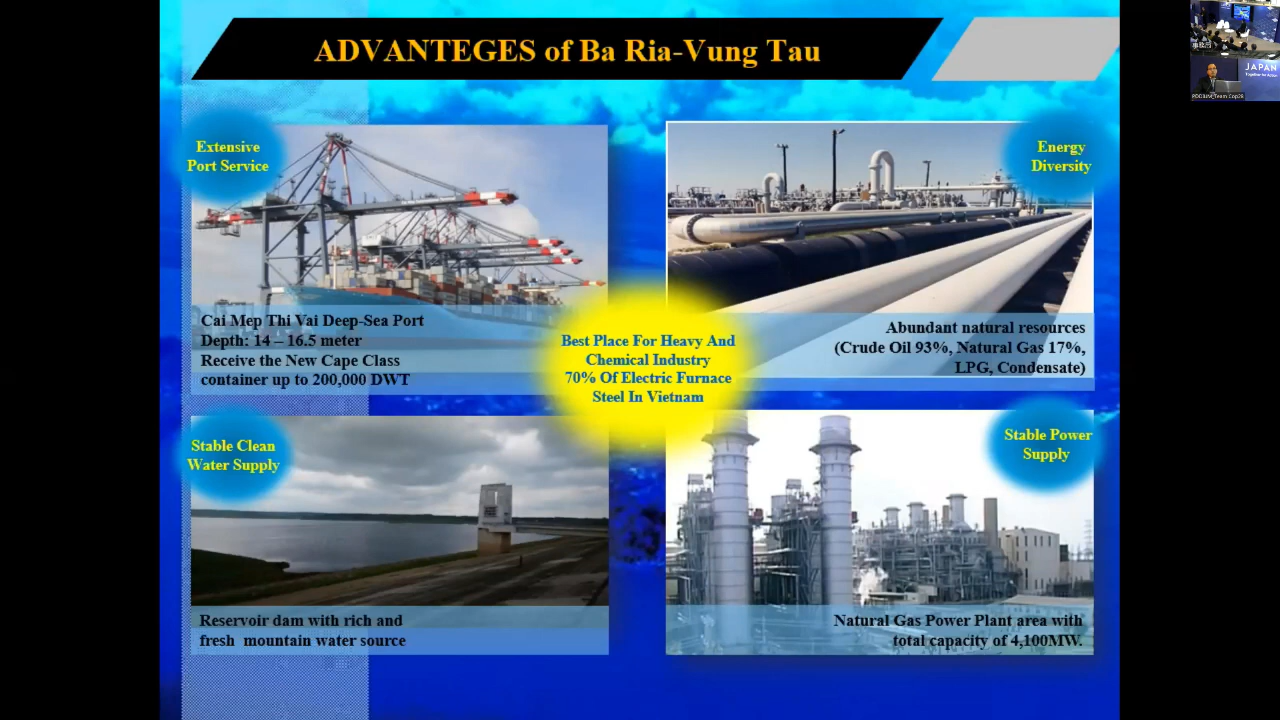 ADVANTEGES of Ba Ria-Vung Tau
Extensive
Port Service
Cai Mep Thi Vai Deep-Sea Port
Depth: 14 – 16.5 meter
Receive the New Cape Class
container up to 200,000 DWT
Energy
Diversity
Abundant natural resources
(Crude Oil 93%, Natural Gas 17%,
LPG, Condensate)
Best Place For Heavy And
Chemical Industry
70% Of Electric Furnace
Steel In Vietnam
Stable Clean
Water Supply
Reservoir dam with rich and
fresh mountain water source
Stable Power
Supply
Natural Gas Power Plant area with
total capacity of 4,100MW.
JAPAN
Together for Action